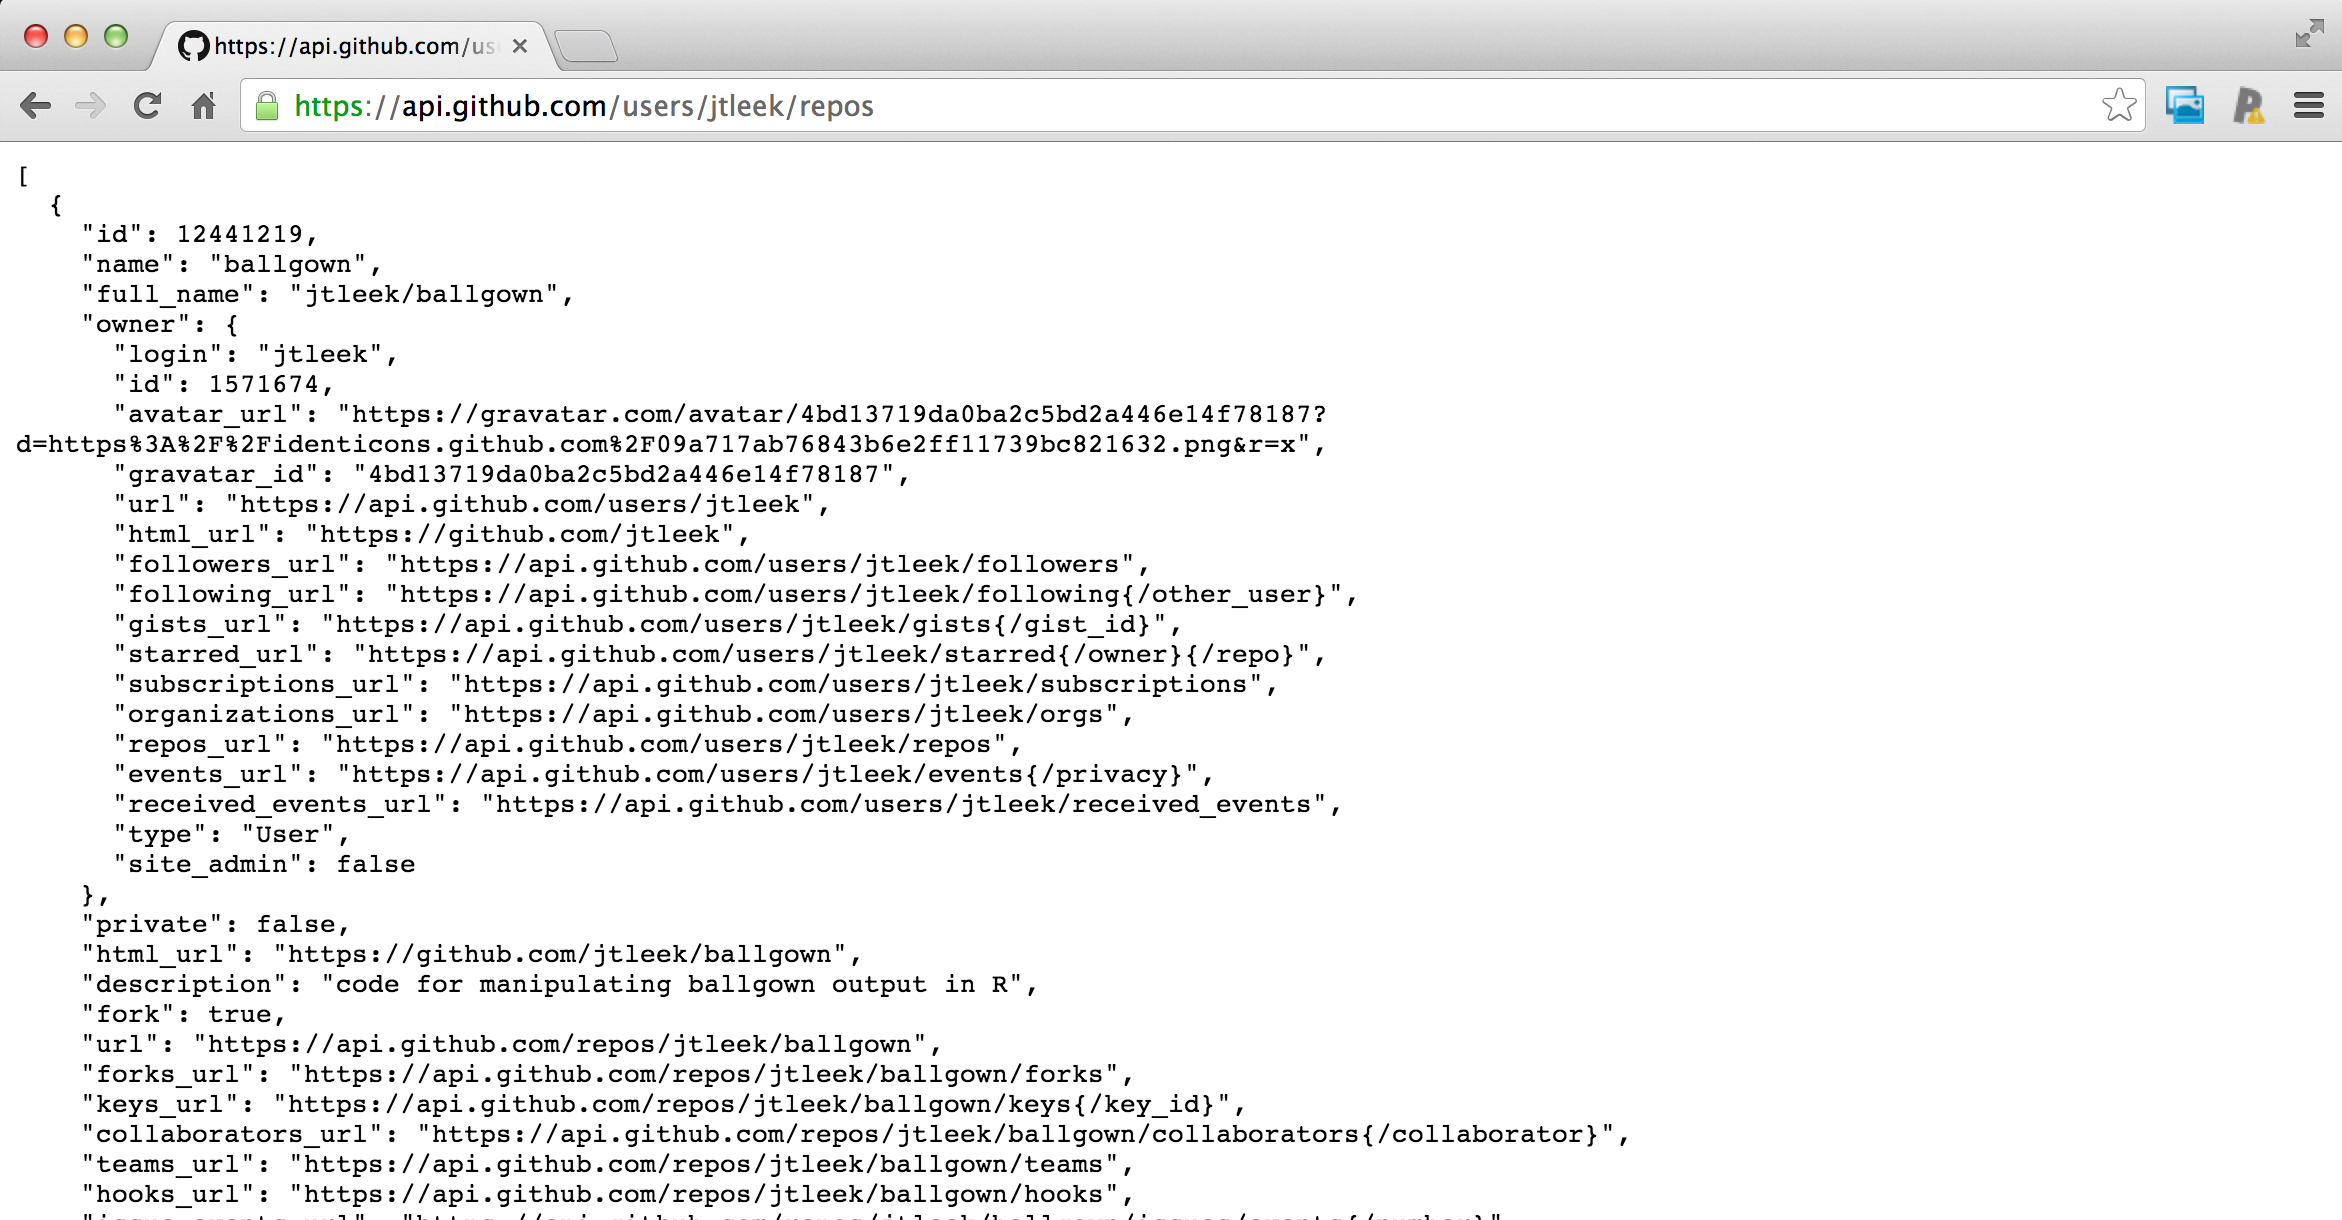 https://api.github.com/us
https://api.github.com/users/jtleek/repos
[
  {
    "id": 12441219,
    "name": "ballgown",
    "full_name": "jtleek/ballgown",
    "owner": {
      "login": "jtleek",
      "id": 1571674,
      "avatar_url": "https://gravatar.com/avatar/4bd13719da0ba2c5bd2a446e14f78187?
d=https%3A%2F%2Fidenticons.github.com%2F09a717ab76843b6e2ff11739bc821632.png&r=x",
      "gravatar_id": "4bd13719da0ba2c5bd2a446e14f78187",
      "url": "https://api.github.com/users/jtleek",
      "html_url": "https://github.com/jtleek",
      "followers_url": "https://api.github.com/users/jtleek/followers",
      "following_url": "https://api.github.com/users/jtleek/following{/other_user}",
      "gists_url": "https://api.github.com/users/jtleek/gists{/gist_id}",
      "starred_url": "https://api.github.com/users/jtleek/starred{/owner}{/repo}",
      "subscriptions_url": "https://api.github.com/users/jtleek/subscriptions",
      "organizations_url": "https://api.github.com/users/jtleek/orgs",
      "repos_url": "https://api.github.com/users/jtleek/repos",
      "events_url": "https://api.github.com/users/jtleek/events{/privacy}",
      "received_events_url": "https://api.github.com/users/jtleek/received_events",
      "type": "User",
      "site_admin": false
    },
    "private": false,
    "html_url": "https://github.com/jtleek/ballgown",
    "description": "code for manipulating ballgown output in R",
    "fork": true,
    "url": "https://api.github.com/repos/jtleek/ballgown",
    "forks_url": "https://api.github.com/repos/jtleek/ballgown/forks",
    "keys_url": "https://api.github.com/repos/jtleek/ballgown/keys{/key_id}",
    "collaborators_url": "https://api.github.com/repos/jtleek/ballgown/collaborators{/collaborator}",
    "teams_url": "https://api.github.com/repos/jtleek/ballgown/teams",
    "hooks_url": "https://api.github.com/repos/jtleek/ballgown/hooks",